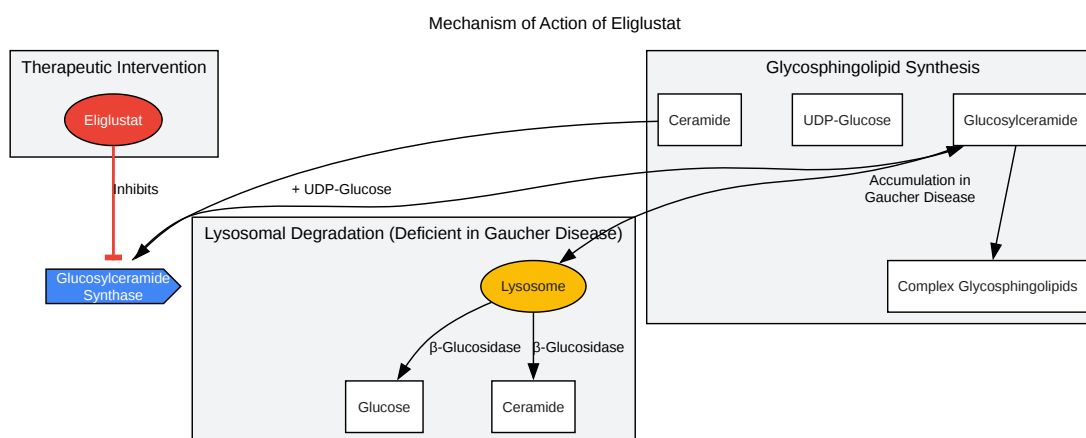 Mechanism of Action of Eliglustat
Therapeutic Intervention
Eliglustat
Inhibits
Glucosylceramide
Synthase
Glycosphingolipid Synthesis
Ceramide
UDP-Glucose
Glucosylceramide
+ UDP-Glucose
Accumulation in
Gaucher Disease
Complex Glycosphingolipids
Lysosomal Degradation (Deficient in Gaucher Disease)
Lysosome
β-Glucosidase
β-Glucosidase
Glucose
Ceramide